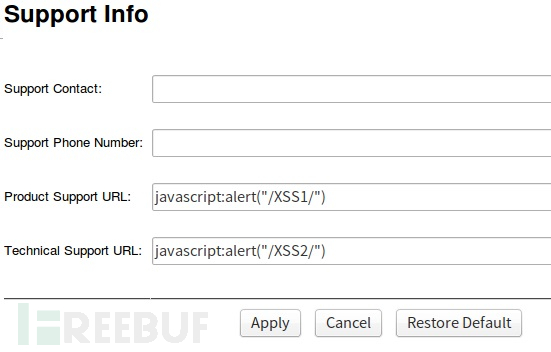 Support Info
Support Contact:
Support Phone Number:
Product Support URL: javascript:alert("/XSS1/")
Technical Support URL: javascript:alert("/XSS2/")
FREEBUF
Apply Cancel Restore Default